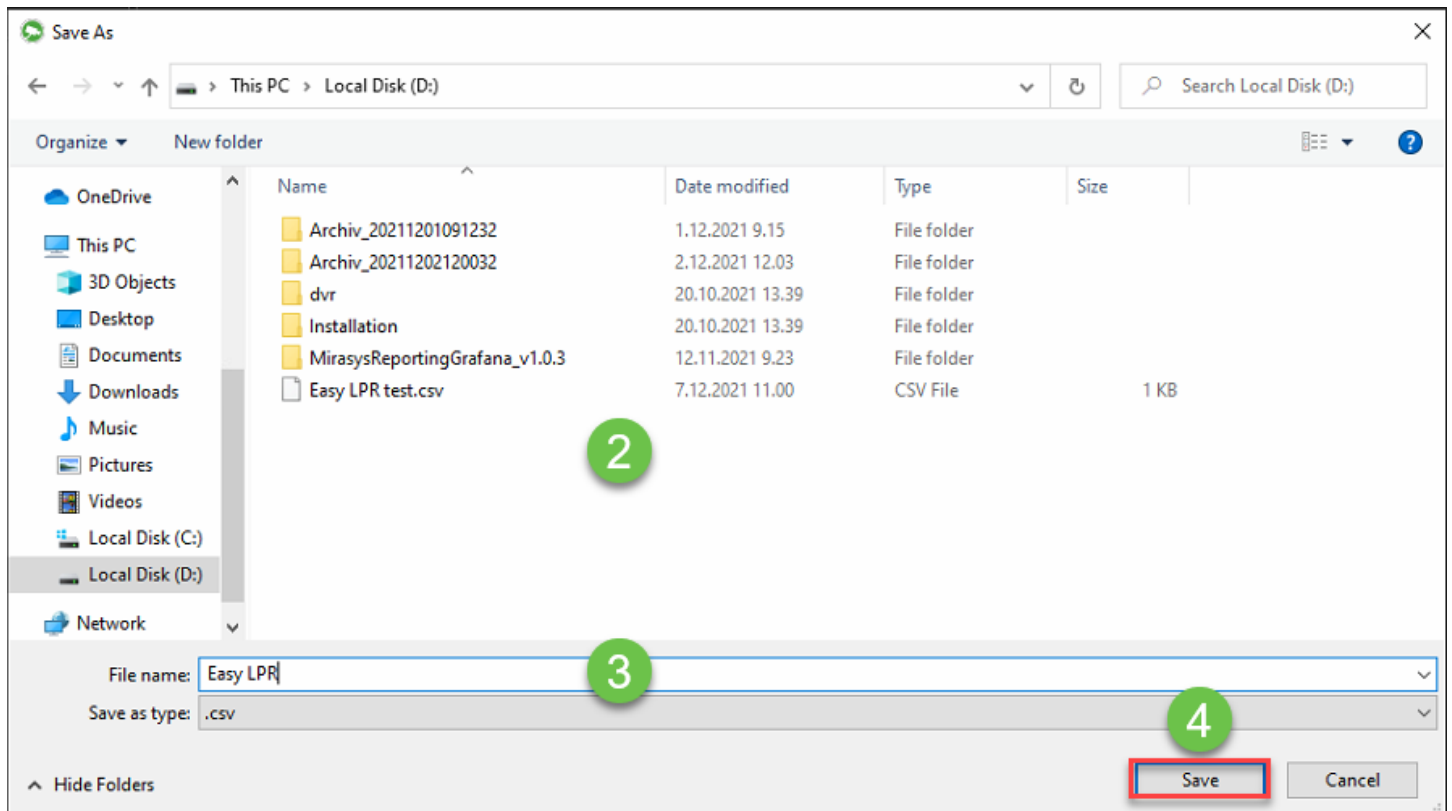 Save As
This PC > Local Disk (D:)
Search Local Disk (D:)
Organize
New folder
?
Name Date modified Type Size
OneDrive
This PC
3D Objects
Desktop
Documents
Downloads
Music
Pictures
Videos
Local Disk (C:)
Local Disk (D:)
Network
Archiv_20211201091232 1.12.2021 9.15 File folder
Archiv_20211202120032 2.12.2021 12.03 File folder
dvr 20.10.2021 13.39 File folder
Installation 20.10.2021 13.39 File folder
MirasysReportingGrafana_v1.0.3 12.11.2021 9.23 File folder
Easy LPR test.csv 7.12.2021 11.00 CSV File 1 KB
2
File name: Easy LPR
3
Save as type: .csv
4
Hide Folders
Save
Cancel